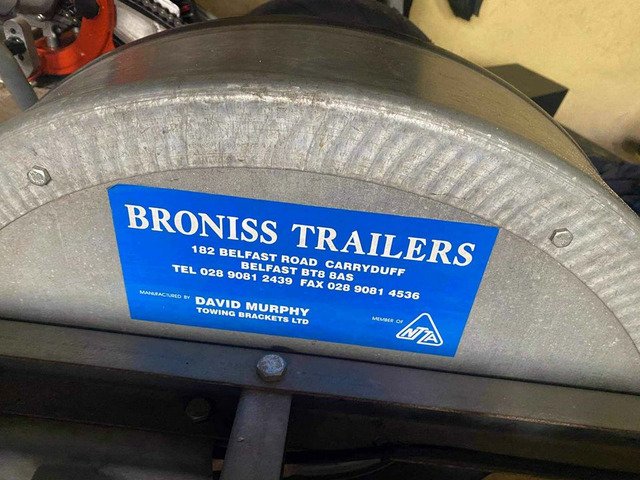 BRONISS TRAILERS
182 BELFAST ROAD CARRYDUFF
BELFAST BT8 8AS
TEL 028 9081 2439 FAX 028 9081 4536
MANUFACTURED BY DAVID MURPHY
TOWING BRACKETS LTD
MEMBER OF NTTA